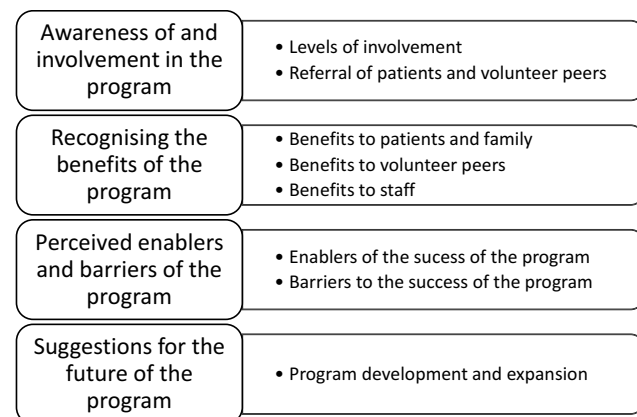 Awareness of and
involvement in the
program
• Levels of involvement
• Referral of patients and volunteer peers
Recognising the
benefits of the
program
• Benefits to patients and family
• Benefits to volunteer peers
• Benefits to staff
Perceived enablers
and barriers of the
program
• Enablers of the sucess of the program
• Barriers to the success of the program
Suggestions for the
future of the
program
• Program development and expansion